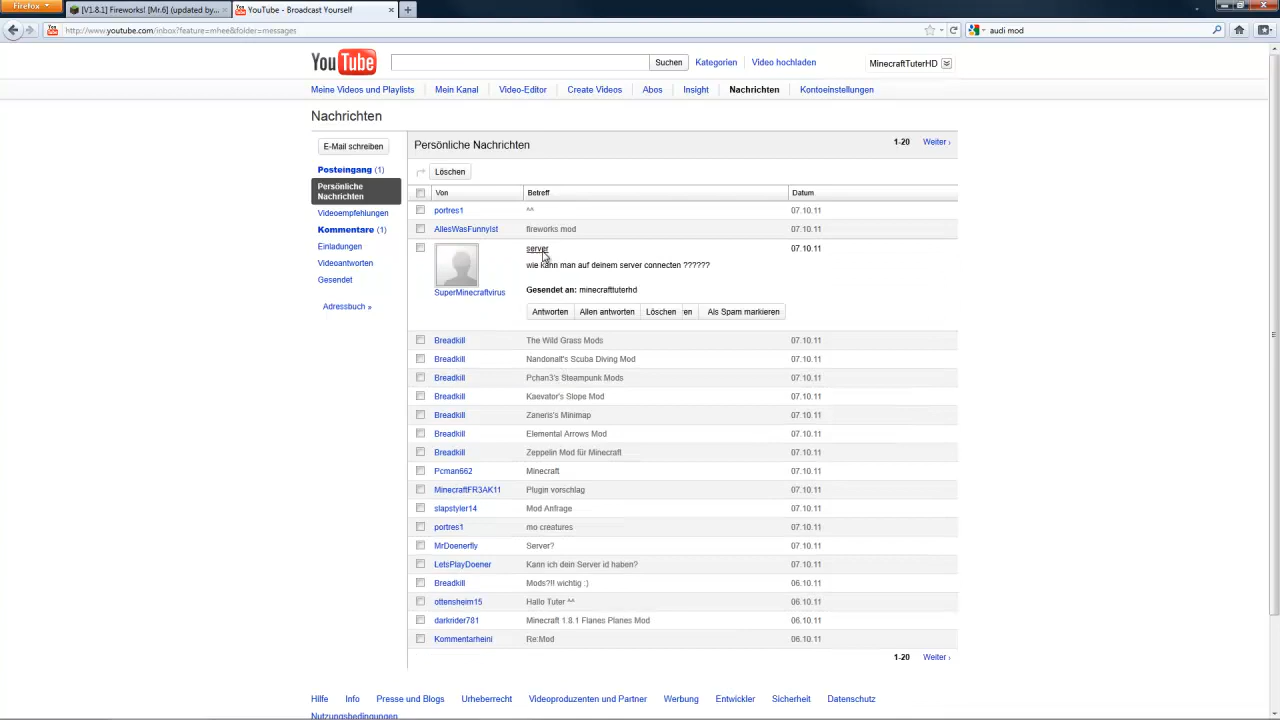 Firefox
[V1.8.1] Fireworks! [Mr.6] (updated by...
YouTube - Broadcast Yourself
http://www.youtube.com/inbox?feature=mhee&folder=messages
audi mod
YouTube
Suchen
Kategorien
Video hochladen
MinecraftTuterHD
Meine Videos und Playlists
Mein Kanal
Video-Editor
Create Videos
Abos
Insight
Nachrichten
Kontoeinstellungen
Nachrichten
E-Mail schreiben
Posteingang (1)
Persönliche
Nachrichten
Videoempfehlungen
Kommentare (1)
Einladungen
Videoantworten
Gesendet
Adressbuch »
Persönliche Nachrichten
1-20 Weiter ›
Löschen
Von Betreff Datum
portres1 ^^ 07.10.11
AllesWasFunnyIst fireworks mod 07.10.11
server 07.10.11
wie kann man auf deinem server connecten ??????
Gesendet an: minecrafttuterhd
SuperMinecraftvirus
Antworten Allen antworten Löschen en Als Spam markieren
Breadkill The Wild Grass Mods 07.10.11
Breadkill Nandonalt's Scuba Diving Mod 07.10.11
Breadkill Pchan3's Steampunk Mods 07.10.11
Breadkill Kaevator's Slope Mod 07.10.11
Breadkill Zaneris's Minimap 07.10.11
Breadkill Elemental Arrows Mod 07.10.11
Breadkill Zeppelin Mod für Minecraft 07.10.11
Pcman662 Minecraft 07.10.11
MinecraftFR3AK11 Plugin vorschlag 07.10.11
slapstyler14 Mod Anfrage 07.10.11
portres1 mo creatures 07.10.11
MrDoenerfly Server? 07.10.11
LetsPlayDoener Kann ich dein Server id haben? 07.10.11
Breadkill Mods?!! wichtig :) 06.10.11
ottensheim15 Hallo Tuter ^^ 06.10.11
darkrider781 Minecraft 1.8.1 Flanes Planes Mod 06.10.11
Kommentarheini Re:Mod 06.10.11
1-20 Weiter ›
Hilfe Info Presse und Blogs Urheberrecht Videoproduzenten und Partner Werbung Entwickler Sicherheit Datenschutz
Nutzungsbedingungen